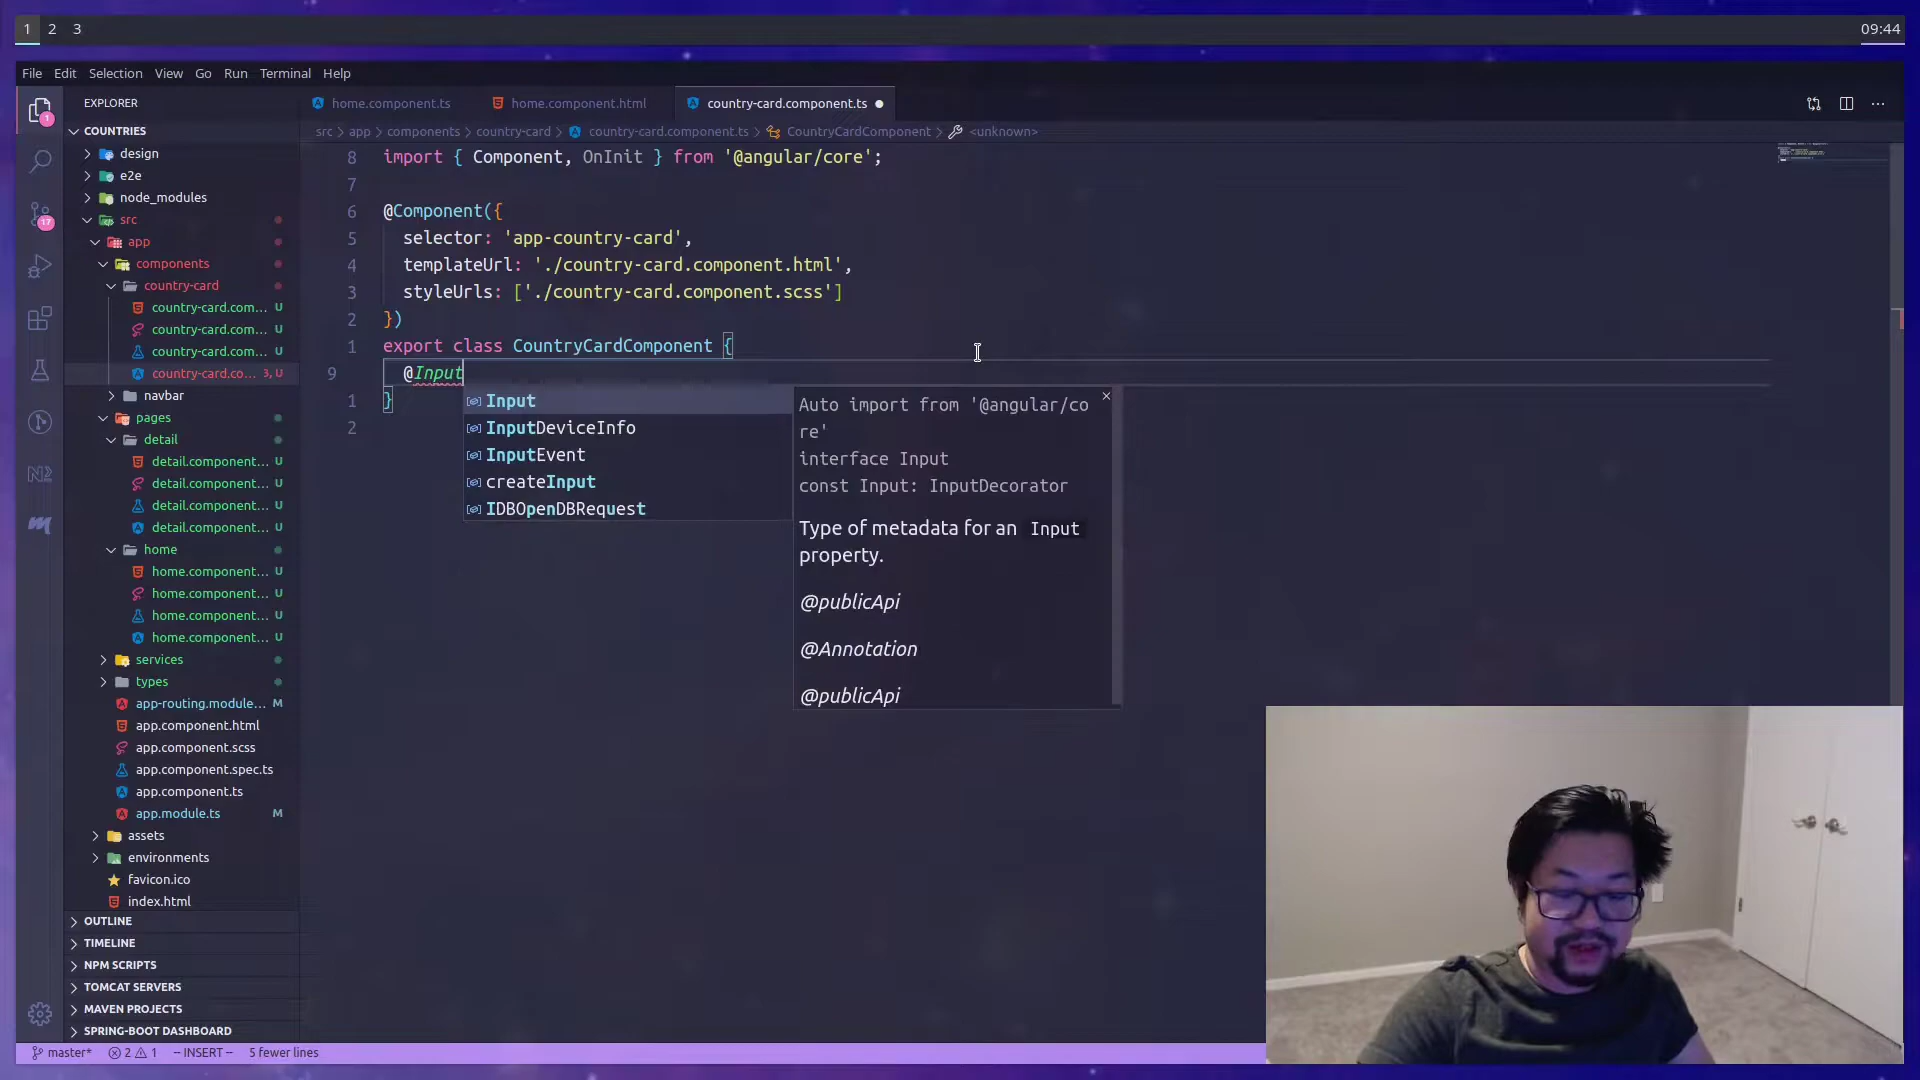 1 2 3
09:44
File Edit Selection View Go Run Terminal Help
EXPLORER
home.component.ts
home.component.html
country-card.component.ts
COUNTRIES
src > app > components > country-card > country-card.component.ts > CountryCardComponent > <unknown>
design
e2e
node_modules
src
app
components
country-card
country-card.com... U
country-card.com... U
country-card.com... U
country-card.co... 3, U
navbar
pages
detail
detail.component... U
detail.component... U
detail.component... U
detail.component... U
home
home.component... U
home.component... U
home.component... U
home.component... U
services
types
app-routing.module... M
app.component.html
app.component.scss
app.component.spec.ts
app.component.ts
app.module.ts M
assets
environments
favicon.ico
index.html
OUTLINE
TIMELINE
NPM SCRIPTS
TOMCAT SERVERS
MAVEN PROJECTS
SPRING-BOOT DASHBOARD
1
17
8 import { Component, OnInit } from '@angular/core';
7
6 @Component({
5 selector: 'app-country-card',
4 templateUrl: './country-card.component.html',
3 styleUrls: ['./country-card.component.scss']
2 })
1 export class CountryCardComponent {
9 @Input
1 }
2
Input
InputDeviceInfo
InputEvent
createInput
IDBOpenDBRequest
Auto import from '@angular/co
re'
interface Input
const Input: InputDecorator
Type of metadata for an Input
property.
@publicApi
@Annotation
@publicApi
master* 2 1 -- INSERT -- 5 fewer lines